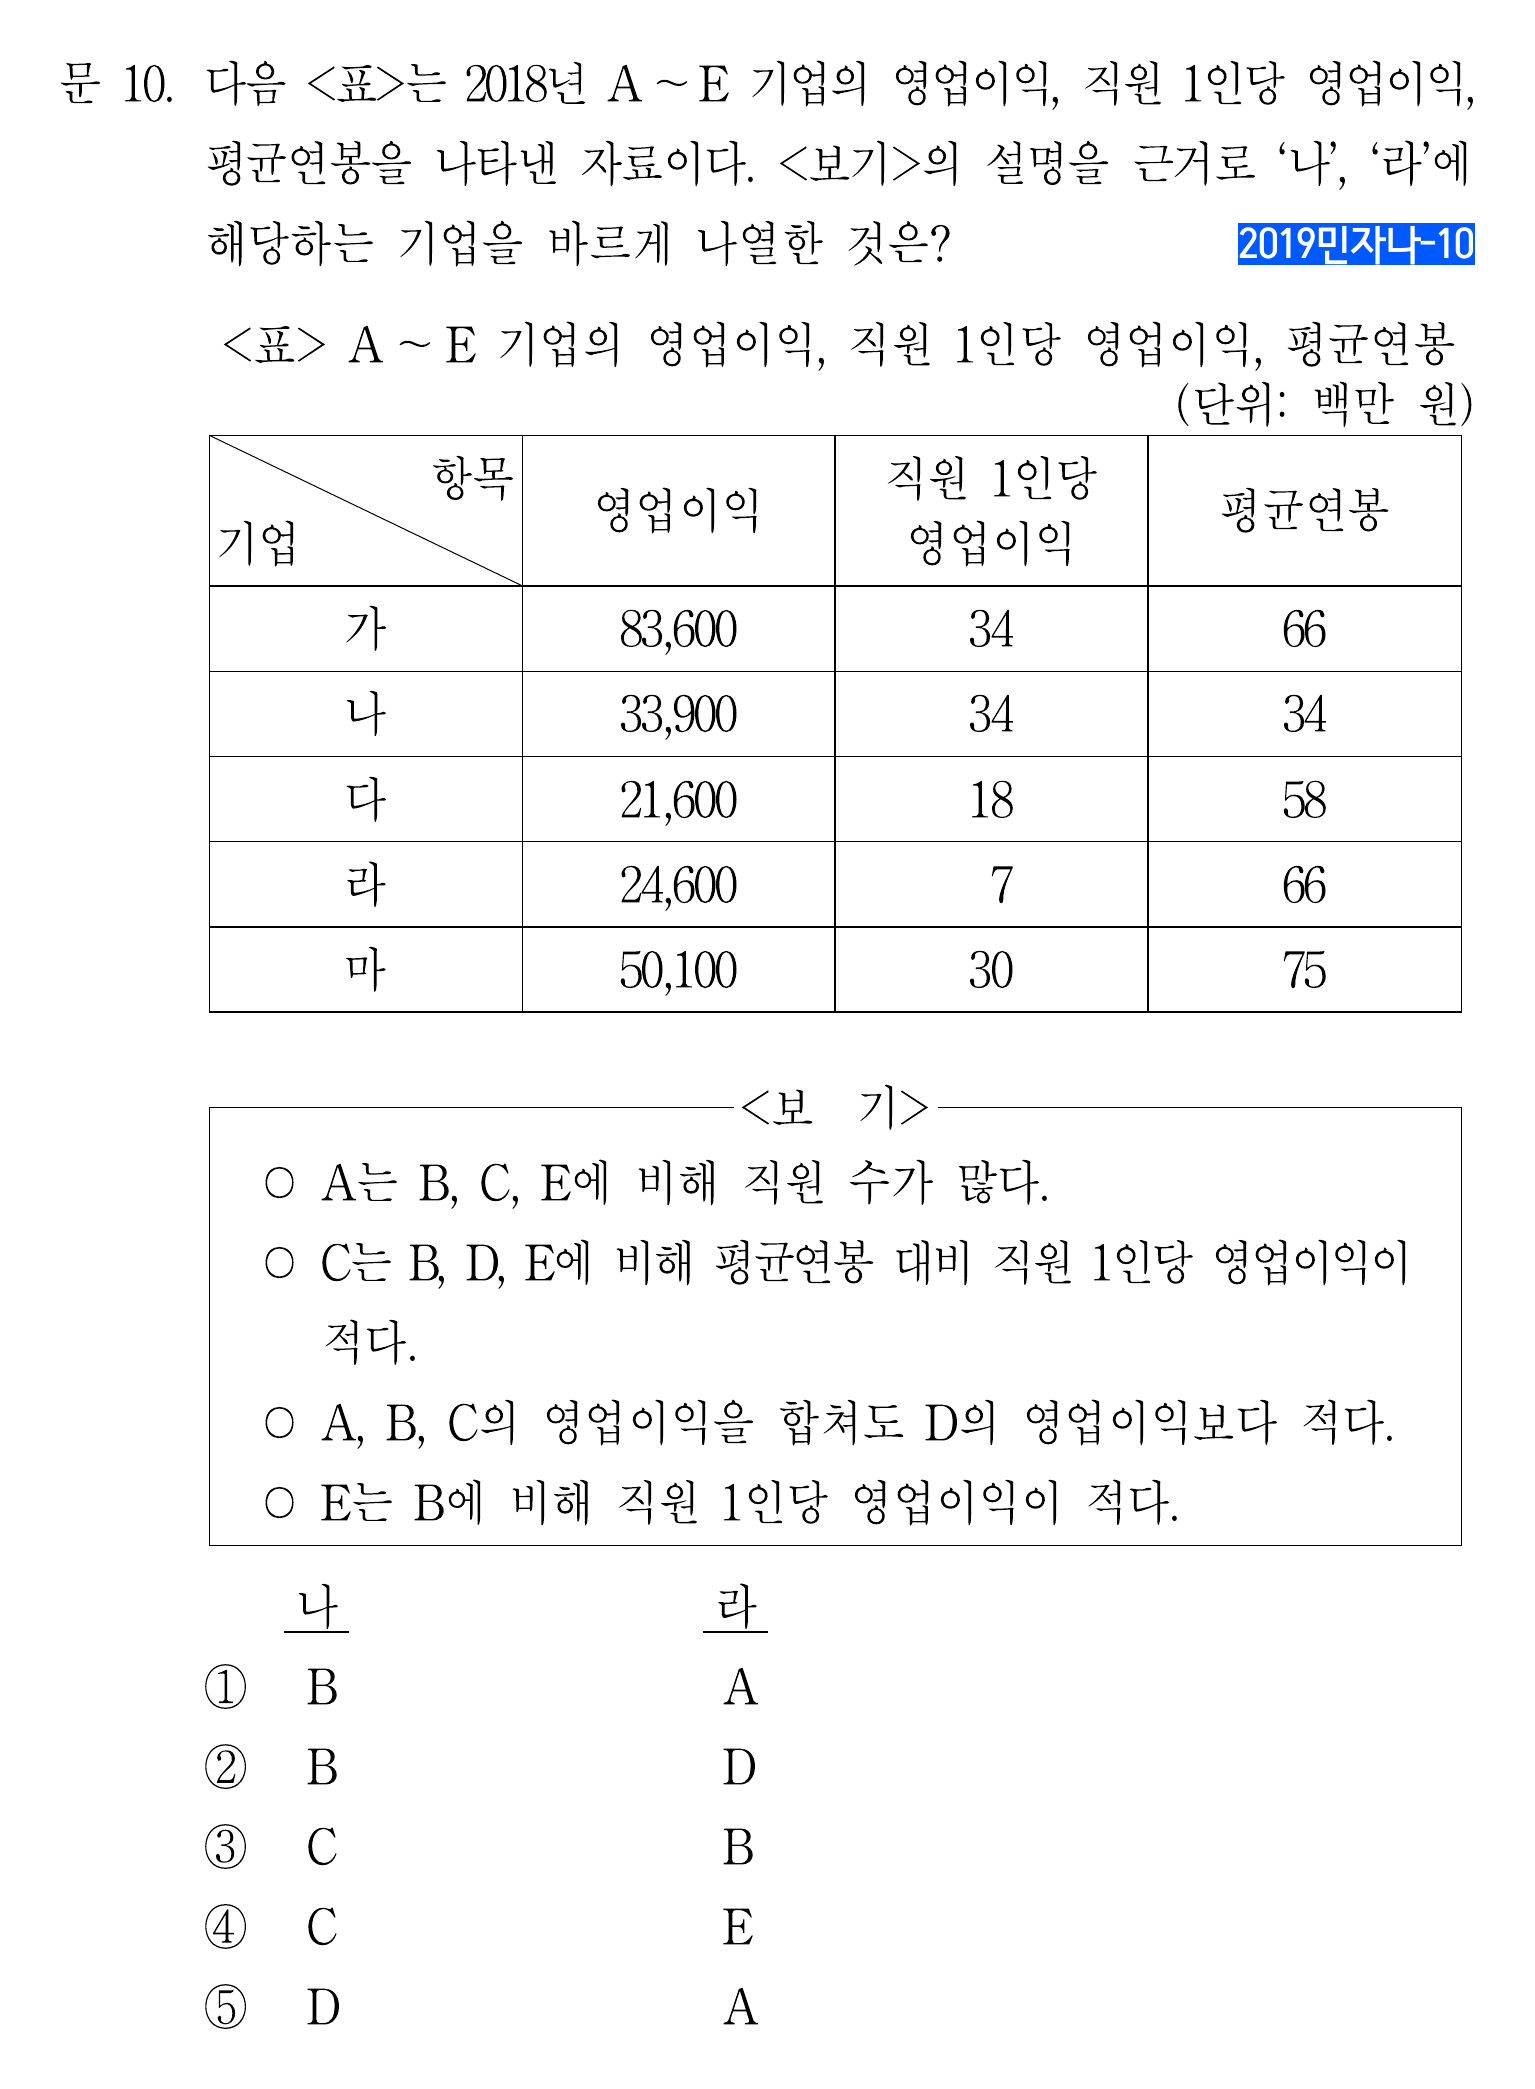 문 10. 다음 <표>는 2018년 A ~ E 기업의 영업이익, 직원 1인당 영업이익,
평균연봉을 나타낸 자료이다. <보기>의 설명을 근거로 ‘나’, ‘라’에
해당하는 기업을 바르게 나열한 것은?
2019민자나-10
<표> A ~ E 기업의 영업이익, 직원 1인당 영업이익, 평균연봉
(단위: 백만 원)
항목
기업
영업이익
직원 1인당
영업이익
평균연봉
가 83,600 34 66
나 33,900 34 34
다 21,600 18 58
라 24,600 7 66
마 50,100 30 75
<보 기>
○ A는 B, C, E에 비해 직원 수가 많다.
○ C는 B, D, E에 비해 평균연봉 대비 직원 1인당 영업이익이
적다.
○ A, B, C의 영업이익을 합쳐도 D의 영업이익보다 적다.
○ E는 B에 비해 직원 1인당 영업이익이 적다.
나 라
① B A
② B D
③ C B
④ C E
⑤ D A